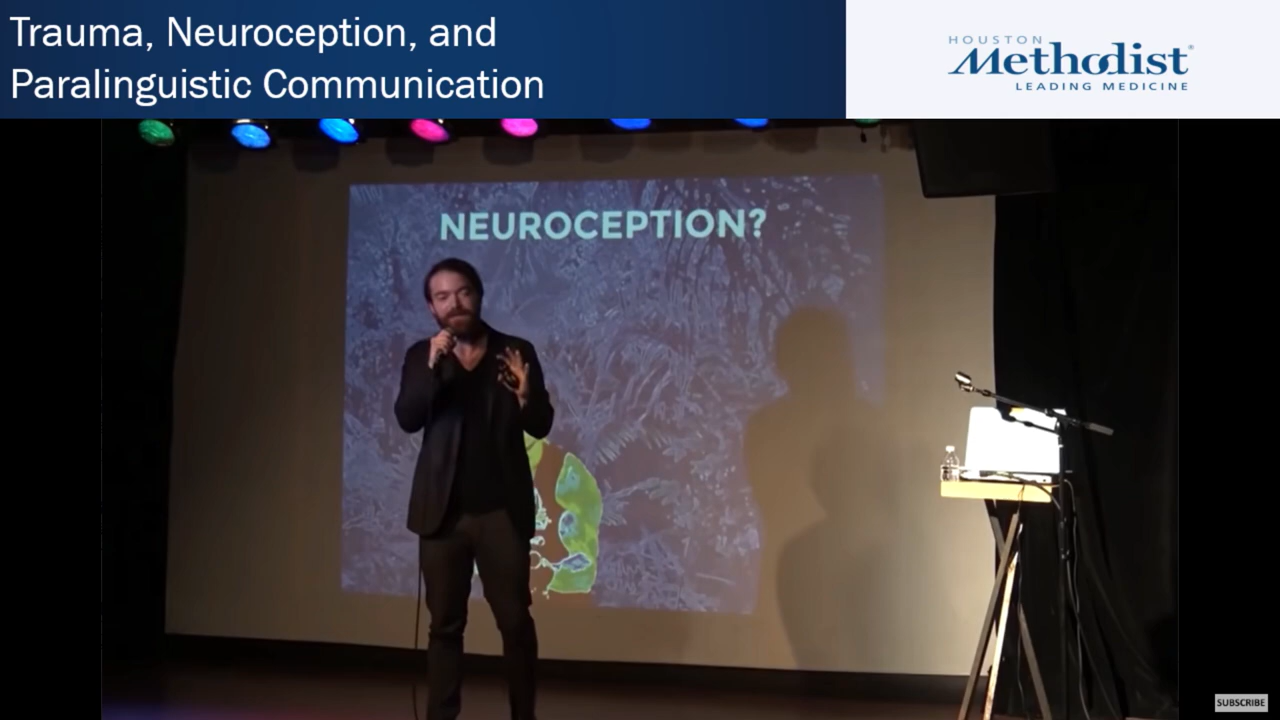 Trauma, Neuroception, and
Paralinguistic Communication
HOUSTON
Methodist®
LEADING MEDICINE
NEUROCEPTION?
SUBSCRIBE